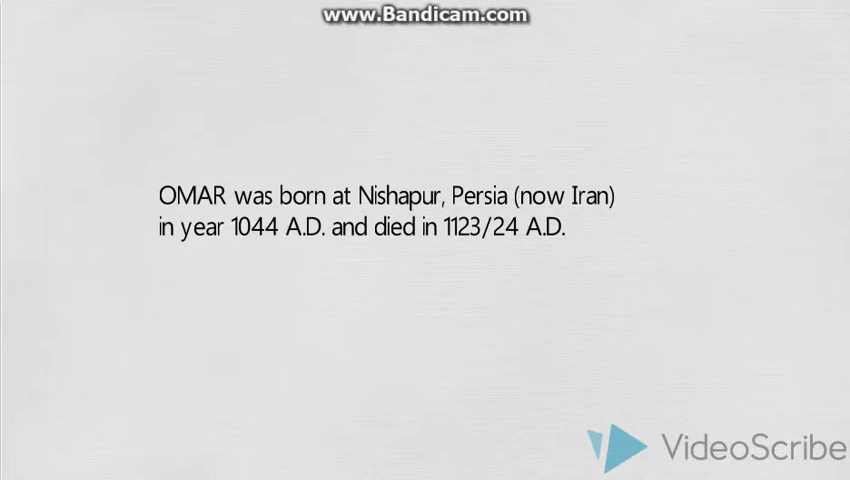 www.Bandicam.com
OMAR was born at Nishapur, Persia (now Iran)
in year 1044 A.D. and died in 1123/24 A.D.
VideoScribe